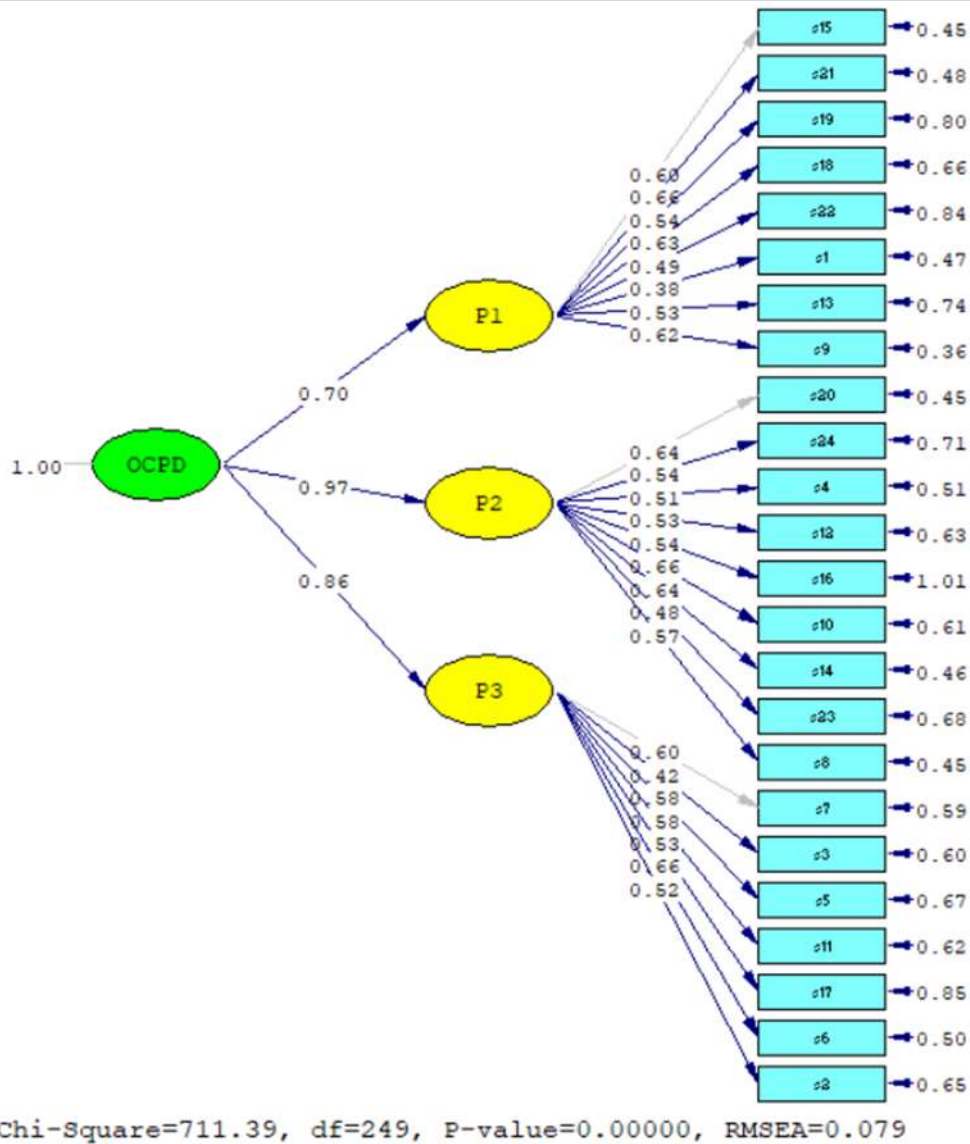 s15 0.45
s21 0.48
s19 0.80
s18 0.66
s22 0.84
s1 0.47
s13 0.74
s9 0.36
s20 0.45
s24 0.71
s4 0.51
s12 0.63
s16 1.01
s10 0.61
s14 0.46
s23 0.68
s8 0.45
s7 0.59
s3 0.60
s5 0.67
s11 0.62
s17 0.85
s6 0.50
s2 0.65
0.60
0.66
0.54
0.63
0.49
0.38
0.53
0.62
P1
0.70
1.00 OCPD
0.97
P2
0.86
0.64
0.54
0.51
0.53
0.54
0.66
0.64
0.48
0.57
P3
0.60
0.42
0.58
0.58
0.53
0.66
0.52
Chi-Square=711.39, df=249, P-value=0.00000, RMSEA=0.079